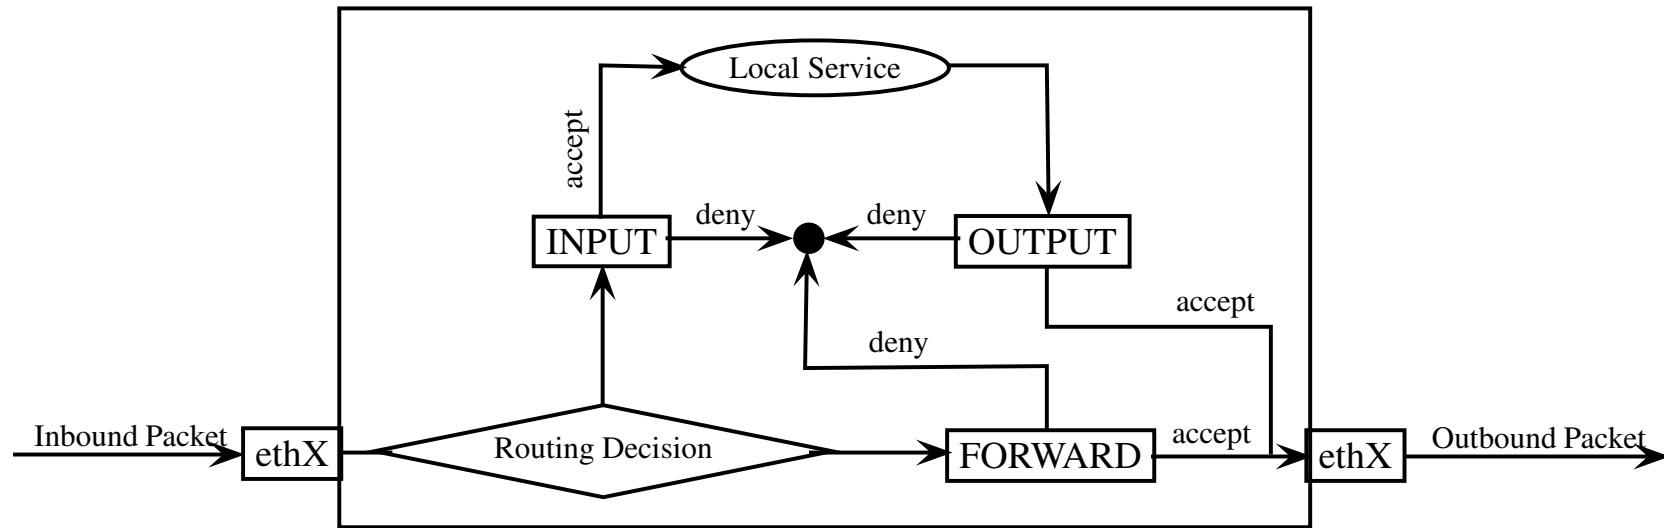 Local Service
accept
deny
deny
INPUT
OUTPUT
accept
deny
Inbound Packet
ethX
Routing Decision
FORWARD
accept
ethX
Outbound Packet